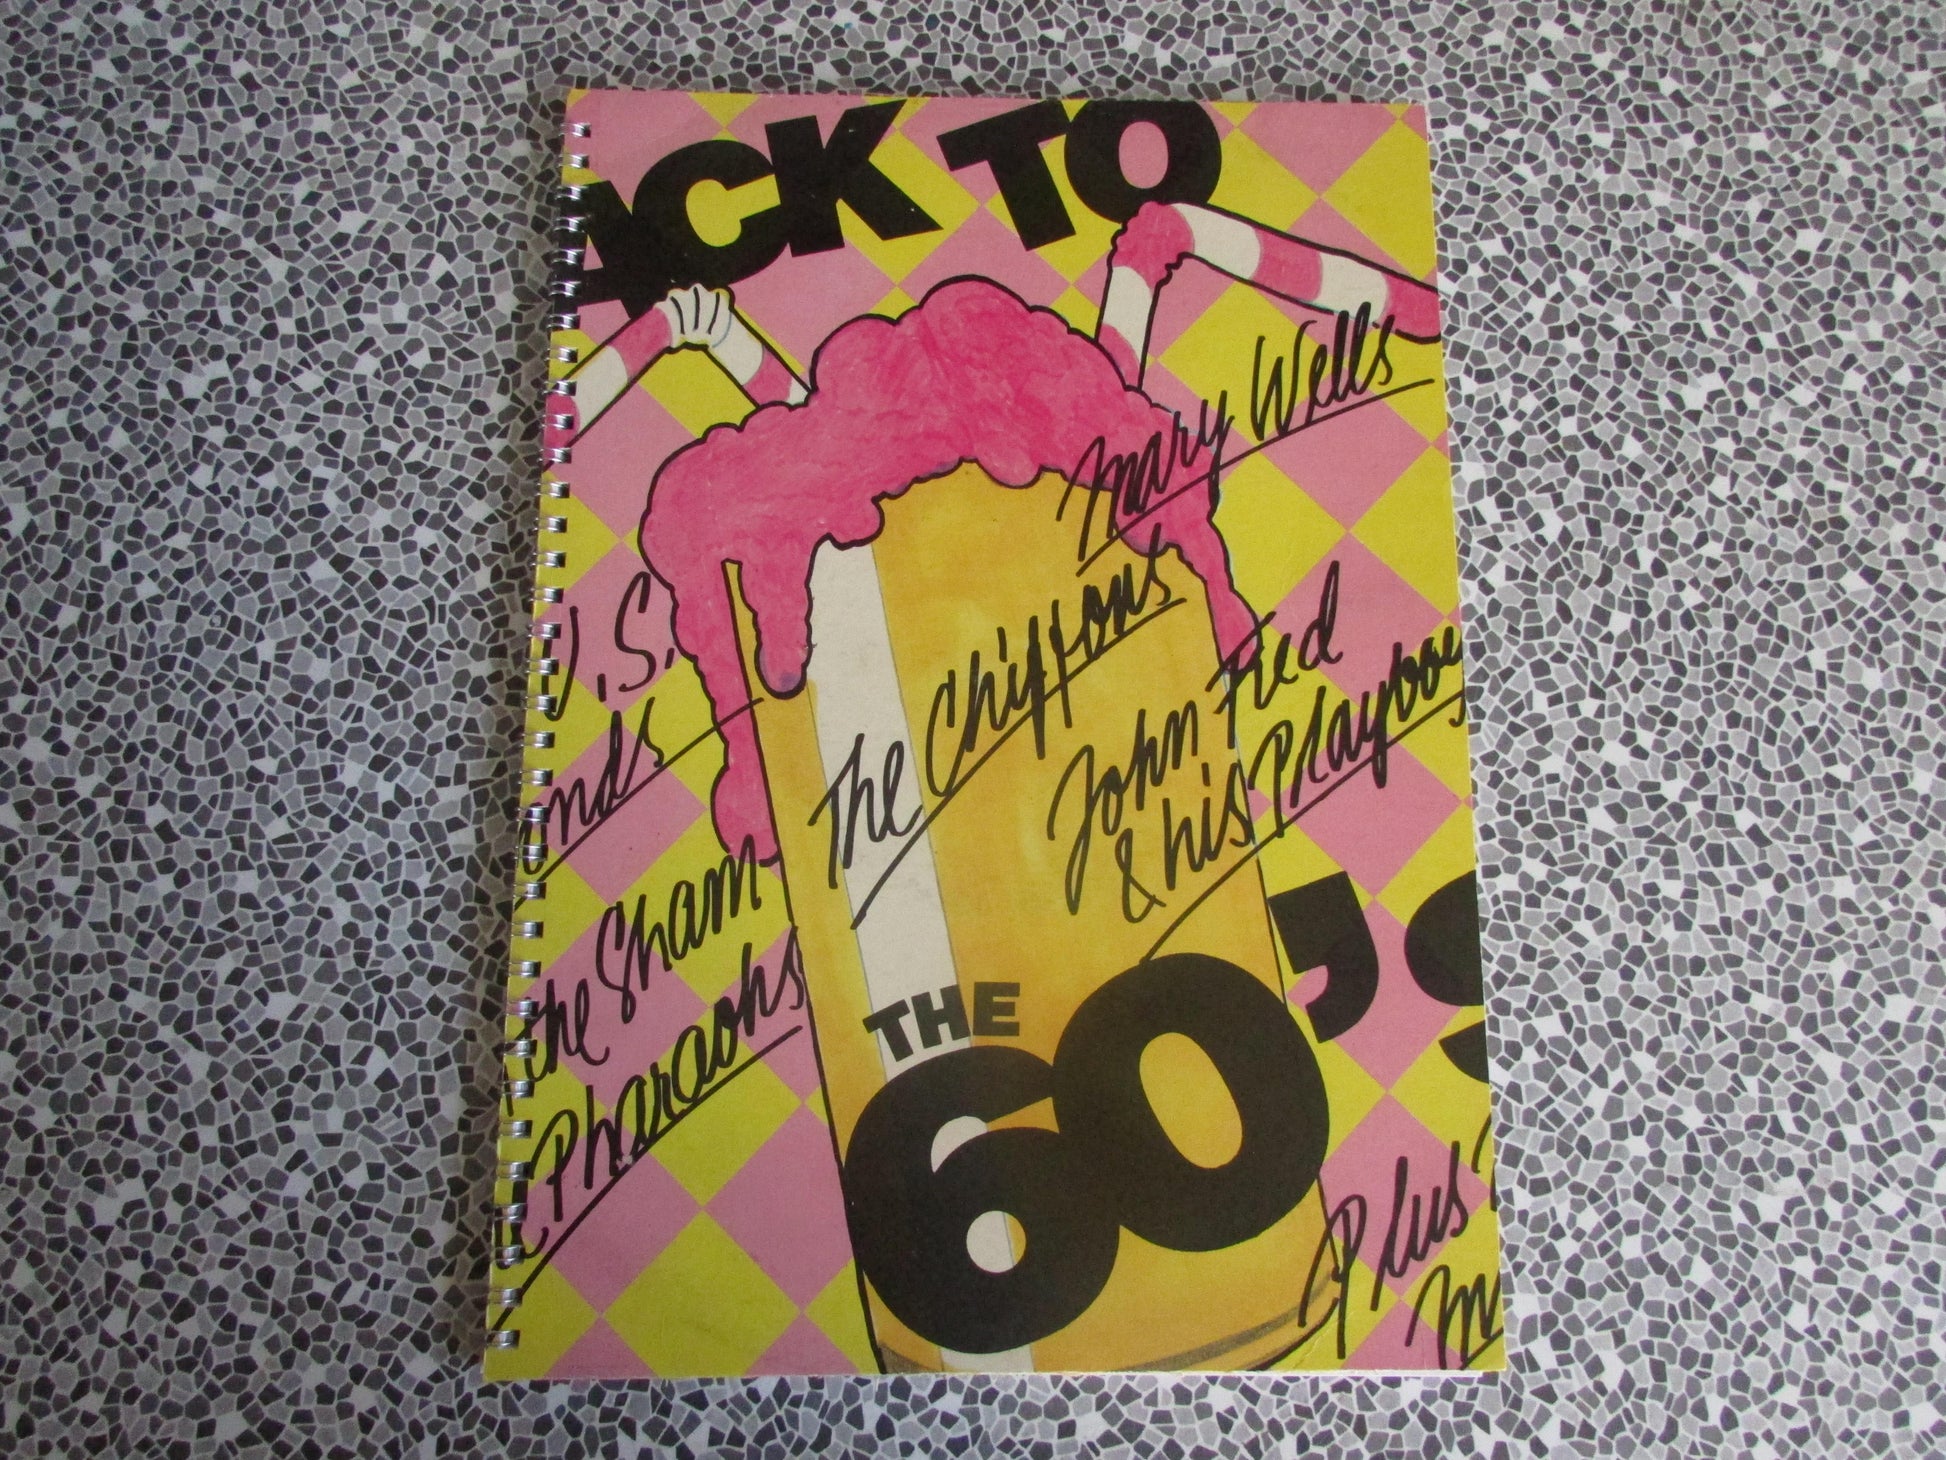 ACK TO
Mary Wells
The Chiffons
John Fred
& his Playboy
U.S.
onds
the Sham
Pharaohs
THE
60's
Plus
M